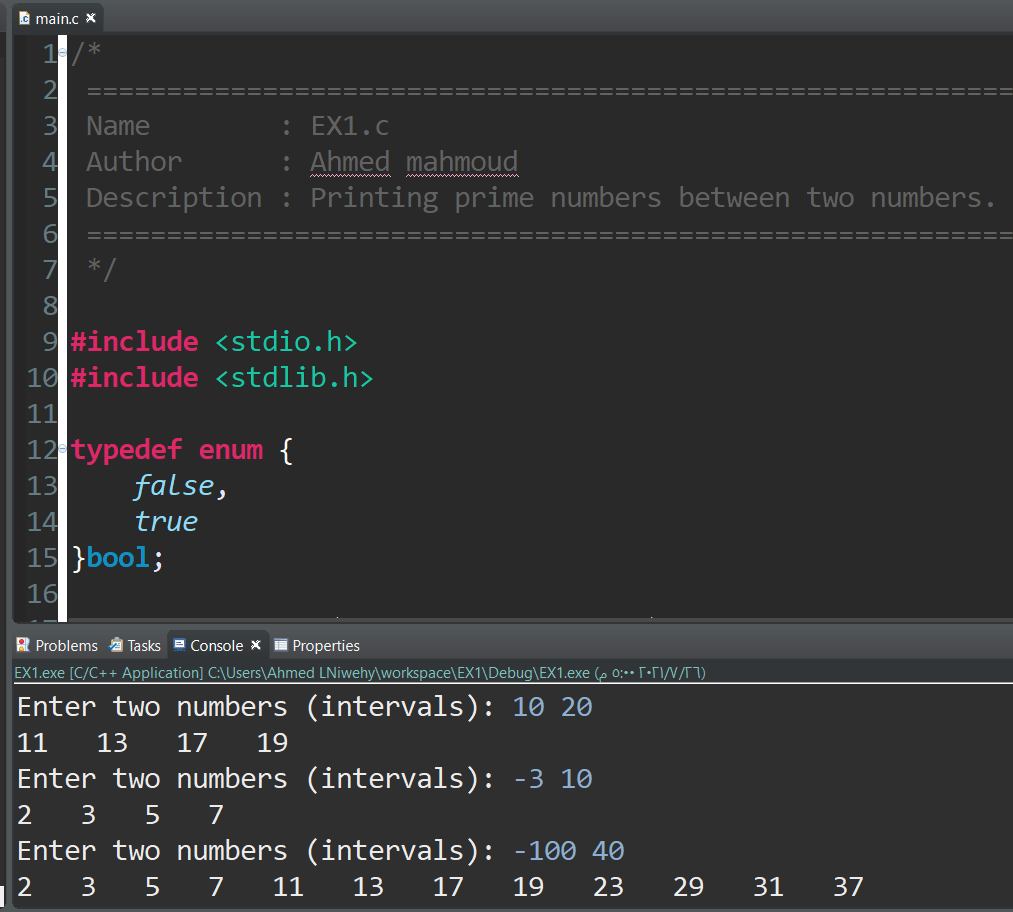 main.c
1 /*
2 ==========================================================
3 Name        : EX1.c
4 Author      : Ahmed mahmoud
5 Description : Printing prime numbers between two numbers.
6 ==========================================================
7 */
8
9 #include <stdio.h>
10 #include <stdlib.h>
11
12 typedef enum {
13     false,
14     true
15 }bool;
16
Problems Tasks Console Properties
EX1.exe [C/C++ Application] C:\Users\Ahmed LNiwehy\workspace\EX1\Debug\EX1.exe (٢٦/٧/٢٠٢١ ٥:٠٠ م)
Enter two numbers (intervals): 10 20
11   13   17   19
Enter two numbers (intervals): -3 10
2   3   5   7
Enter two numbers (intervals): -100 40
2   3   5   7   11   13   17   19   23   29   31   37